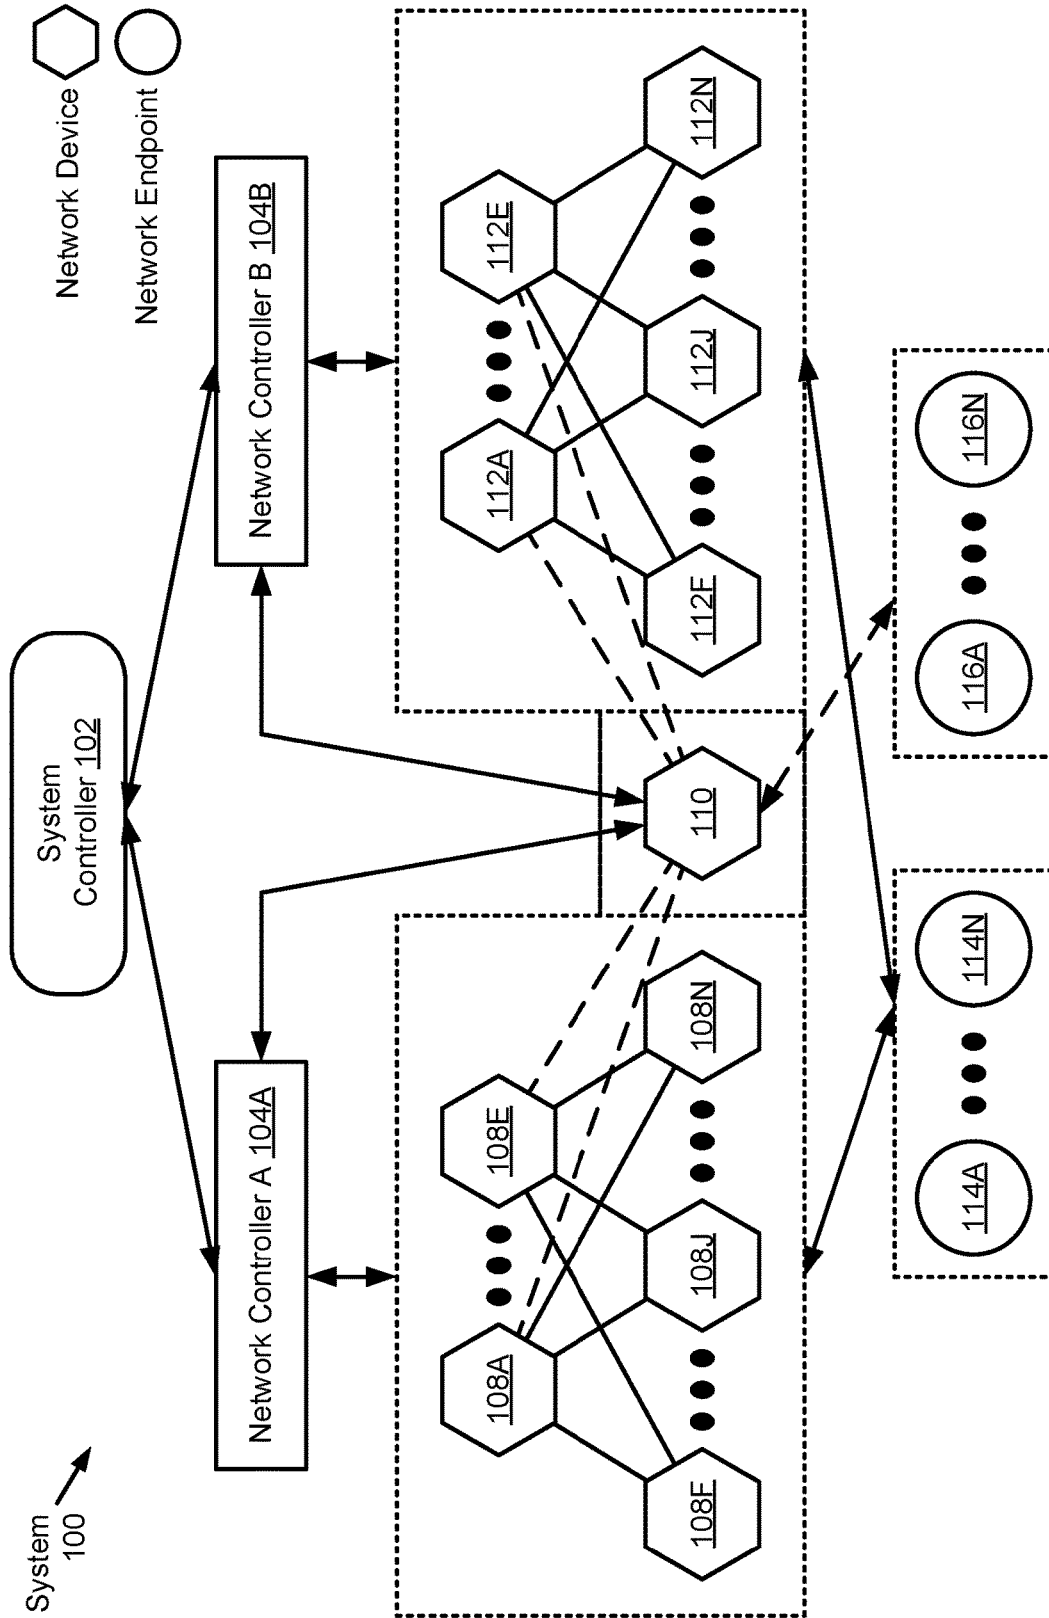 System
100
System
Controller 102
Network Device
Network Endpoint
Network Controller A 104A
Network Controller B 104B
108A
108E
112A
112E
108F
108J
108N
110
112F
112J
112N
114A
114N
116A
116N